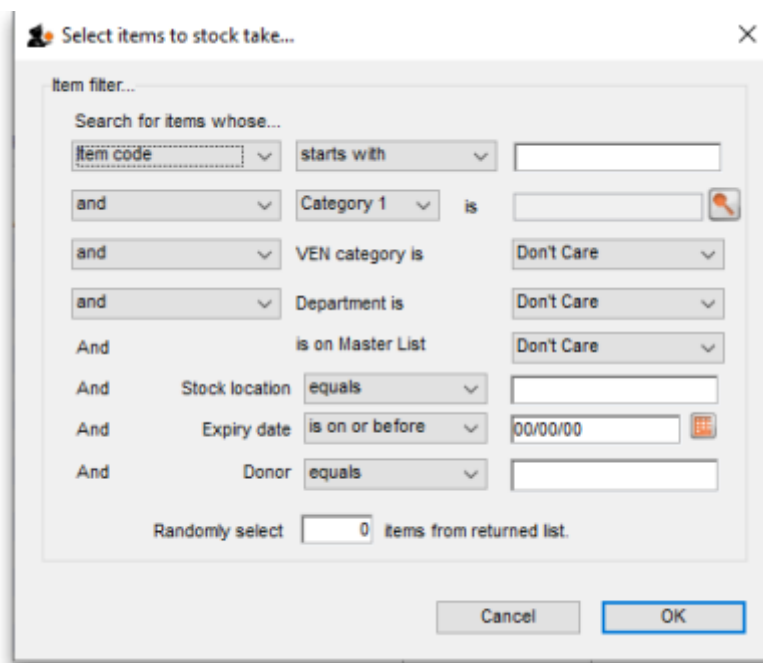 Select items to stock take...
Item filter...
Search for items whose...
Item code starts with
and Category 1 is
and VEN category is Don't Care
and Department is Don't Care
And is on Master List Don't Care
And Stock location equals
And Expiry date is on or before 00/00/00
And Donor equals
Randomly select 0 items from returned list.
Cancel OK